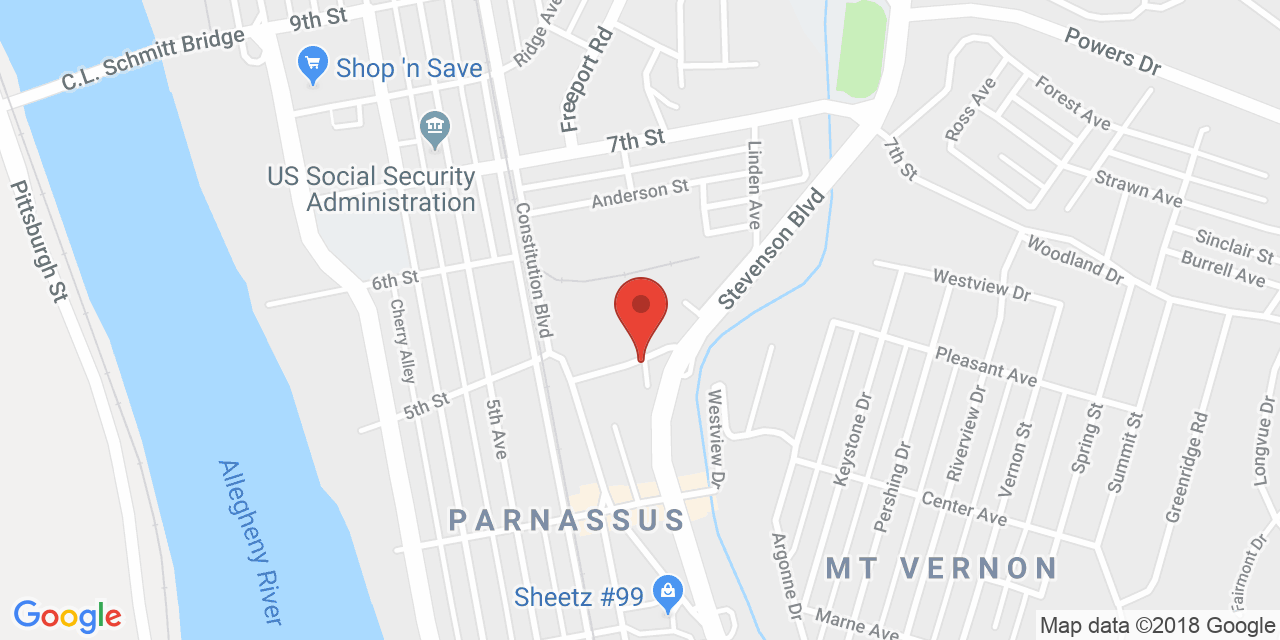 9th St
C.L. Schmitt Bridge
Ridge Ave
Freeport Rd
Powers Dr
Shop 'n Save
Ross Ave
Forest Ave
7th St
7th St
Linden Ave
US Social Security
Administration
Anderson St
Strawn Ave
Pittsburgh St
Constitution Blvd
Stevenson Blvd
Sinclair St
Woodland Dr
Burrell Ave
6th St
Westview Dr
Cherry Alley
Pleasant Ave
5th St
5th Ave
Westview Dr
Keystone Dr
Pershing Dr
Riverview Dr
Vernon St
Spring St
Summit St
Greenridge Rd
Longvue Dr
Allegheny River
Center Ave
PARNASSUS
Argonne Dr
MT VERNON
Fairmont Dr
Sheetz #99
Marne Ave
Google
Map data ©2018 Google